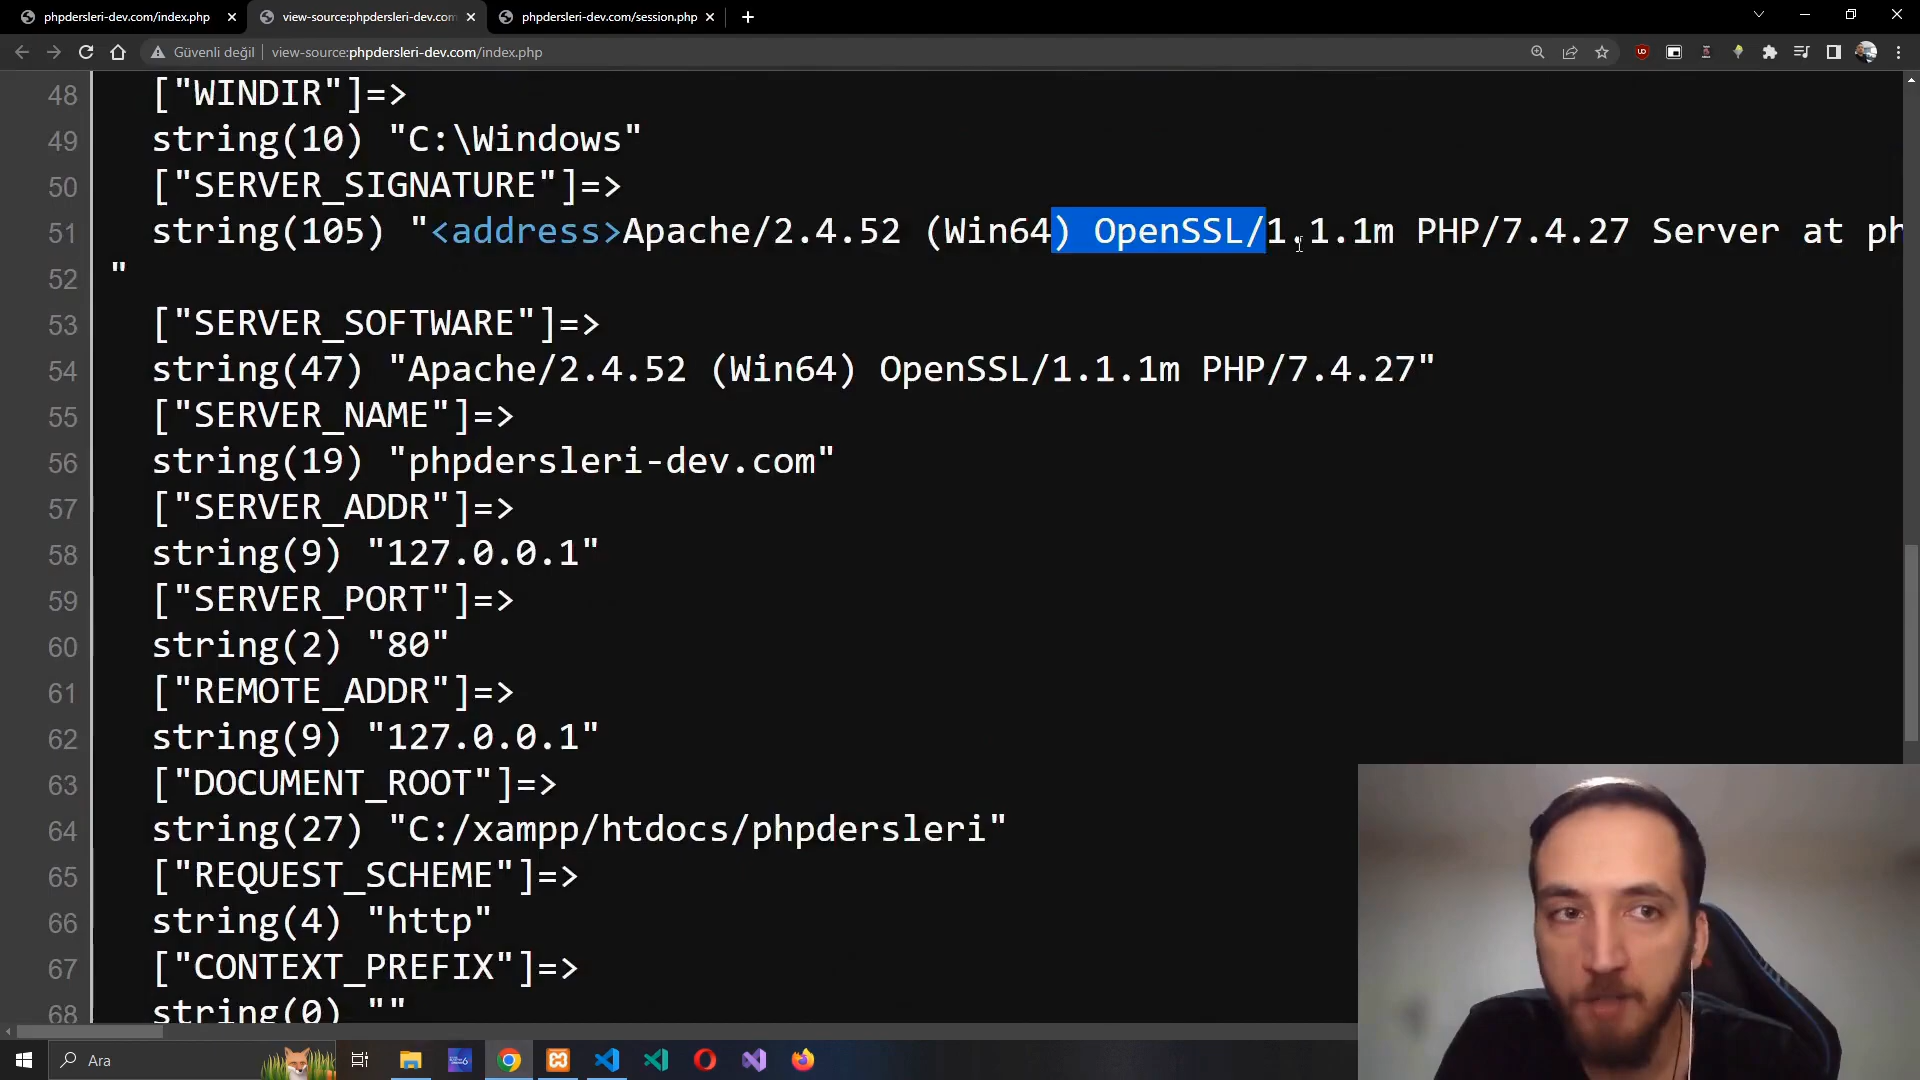 phpdersleri-dev.com/index.php
view-source:phpdersleri-dev.com
phpdersleri-dev.com/session.php
Güvenli değil
view-source:phpdersleri-dev.com/index.php
48 ["WINDIR"]=>
49 string(10) "C:\Windows"
50 ["SERVER_SIGNATURE"]=>
51 string(105) "<address>Apache/2.4.52 (Win64) OpenSSL/1.1.1m PHP/7.4.27 Server at ph
52 "
53 ["SERVER_SOFTWARE"]=>
54 string(47) "Apache/2.4.52 (Win64) OpenSSL/1.1.1m PHP/7.4.27"
55 ["SERVER_NAME"]=>
56 string(19) "phpdersleri-dev.com"
57 ["SERVER_ADDR"]=>
58 string(9) "127.0.0.1"
59 ["SERVER_PORT"]=>
60 string(2) "80"
61 ["REMOTE_ADDR"]=>
62 string(9) "127.0.0.1"
63 ["DOCUMENT_ROOT"]=>
64 string(27) "C:/xampp/htdocs/phpdersleri"
65 ["REQUEST_SCHEME"]=>
66 string(4) "http"
67 ["CONTEXT_PREFIX"]=>
68 string(0) ""
Ara